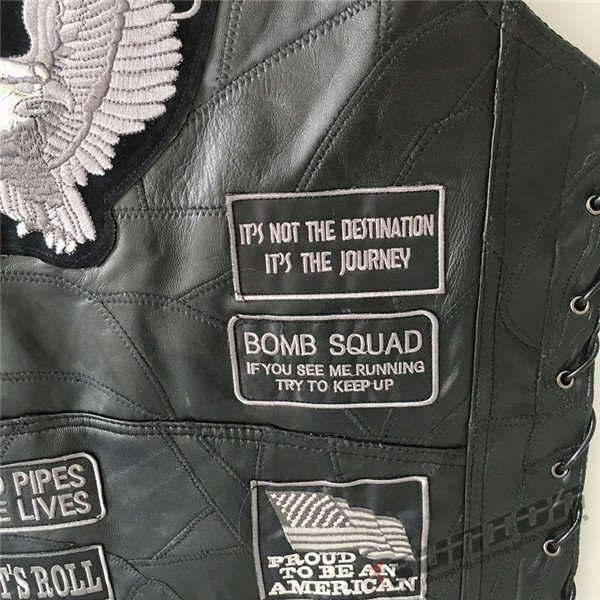 IT'S NOT THE DESTINATION
IT'S THE JOURNEY
BOMB SQUAD
IF YOU SEE ME RUNNING
TRY TO KEEP UP
PIPES
LIVES
PROUD
TO BE AN
AMERICAN
T'S ROLL